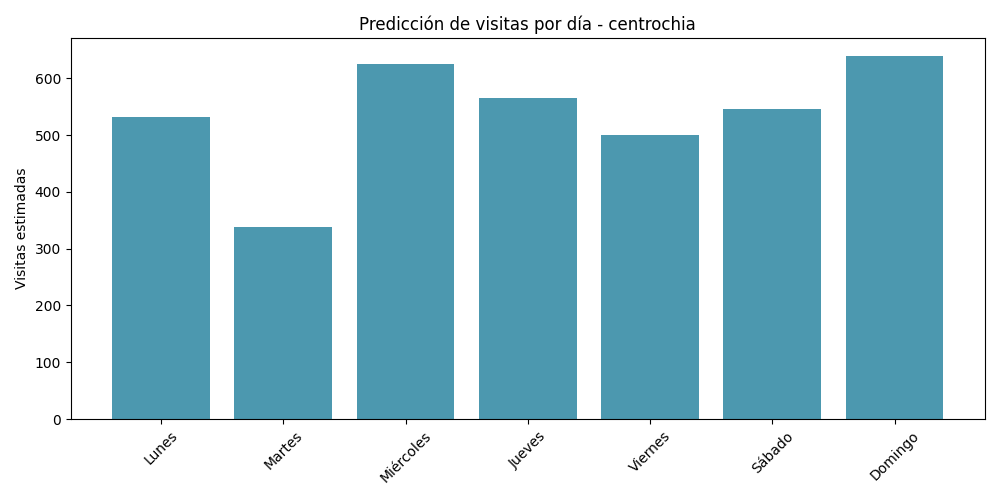 Predicción de visitas por día - centrochia
Visitas estimadas
600
500
400
300
200
100
0
Lunes
Martes
Miércoles
Jueves
Viernes
Sábado
Domingo